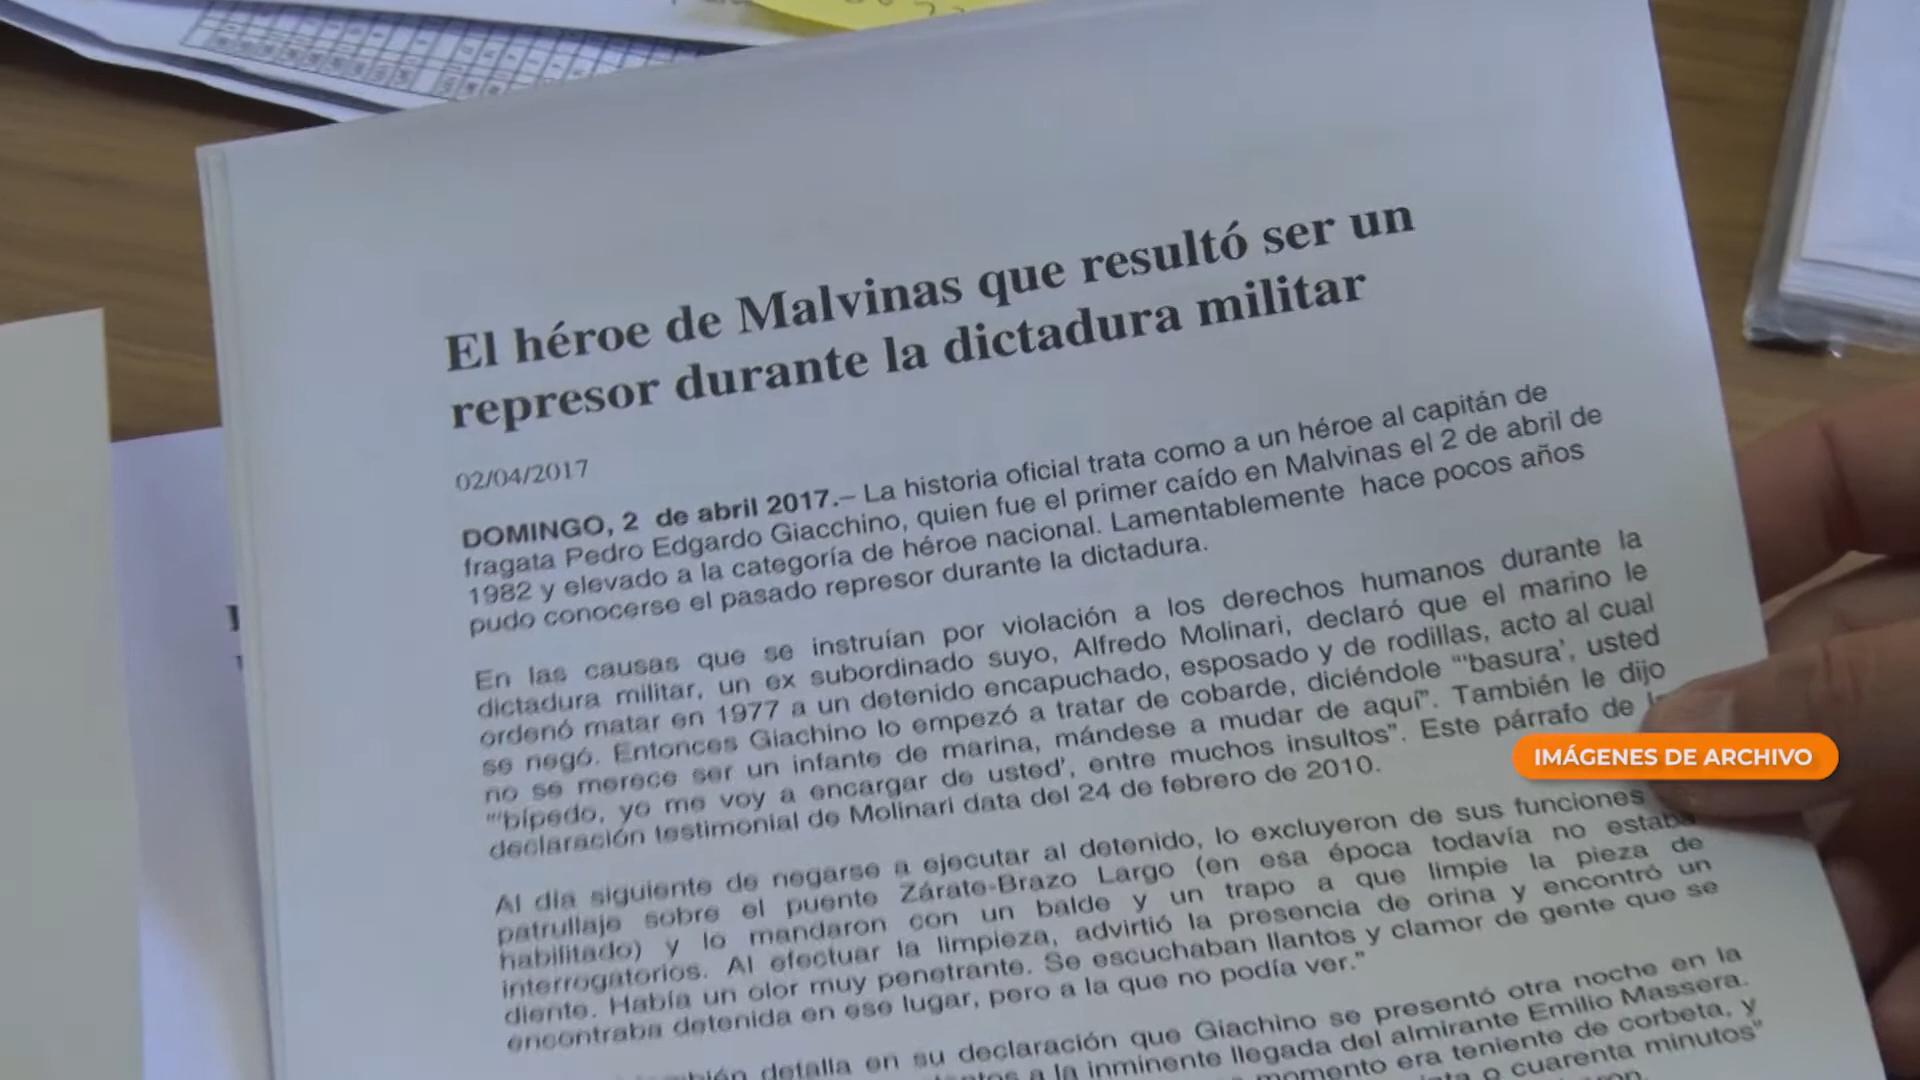 El héroe de Malvinas que resultó ser un
represor durante la dictadura militar
02/04/2017
DOMINGO, 2 de abril 2017.– La historia oficial trata como a un héroe al capitán de
fragata Pedro Edgardo Giacchino, quien fue el primer caído en Malvinas el 2 de abril de
1982 y elevado a la categoría de héroe nacional. Lamentablemente hace pocos años
pudo conocerse el pasado represor durante la dictadura.
En las causas que se instruían por violación a los derechos humanos durante la
dictadura militar, un ex subordinado suyo, Alfredo Molinari, declaró que el marino le
ordenó matar en 1977 a un detenido encapuchado, esposado y de rodillas, acto al cual
se negó. Entonces Giachino lo empezó a tratar de cobarde, diciéndole “‘basura’, usted
no se merece ser un infante de marina, mándese a mudar de aquí”. También le dijo
“‘bípedo, yo me voy a encargar de usted’, entre muchos insultos”. Este párrafo de
declaración testimonial de Molinari data del 24 de febrero de 2010.
IMÁGENES DE ARCHIVO
Al día siguiente de negarse a ejecutar al detenido, lo excluyeron de sus funciones
patrullaje sobre el puente Zárate-Brazo Largo (en esa época todavía no estaba
habilitado) y lo mandaron con un balde y un trapo a que limpie la pieza de
interrogatorios. Al efectuar la limpieza, advirtió la presencia de orina y encontró un
diente. Había un olor muy penetrante. Se escuchaban llantos y clamor de gente que se
encontraba detenida en ese lugar, pero a la que no podía ver.”
detalla en su declaración que Giachino se presentó otra noche en la
a la inminente llegada del almirante Emilio Massera.
momento era teniente de corbeta, y
o cuarenta minutos”